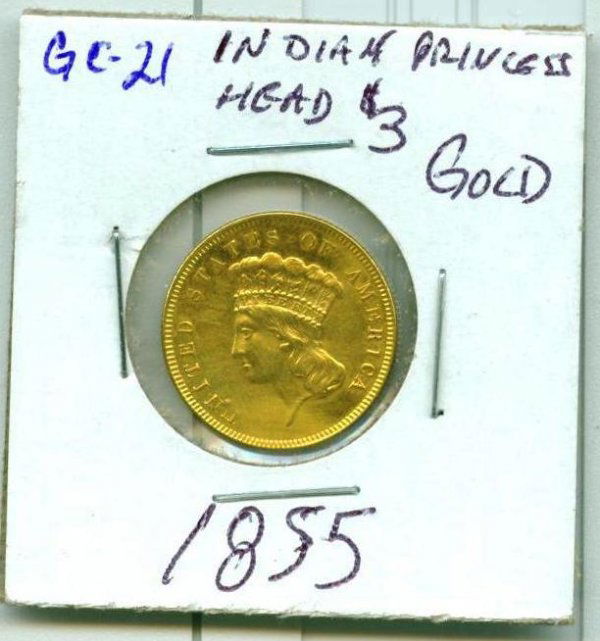 GC-21 INDIAN PRINCESS
HEAD $3
GOLD
UNITED STATES OF AMERICA
1855